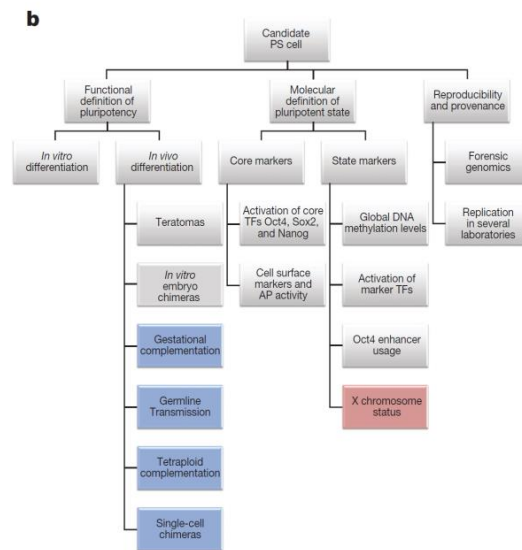 b
Candidate
PS cell
Functional
definition of
pluripotency
Molecular
definition of
pluripotent state
Reproducibility
and provenance
In vitro
differentiation
In vivo
differentiation
Core markers
State markers
Forensic
genomics
Teratomas
Activation of core
TFs Oct4, Sox2,
and Nanog
Global DNA
methylation levels
Replication
in several
laboratories
In vitro
embryo
chimeras
Cell surface
markers and
AP activity
Activation of
marker TFs
Gestational
complementation
Oct4 enhancer
usage
Germline
Transmission
X chromosome
status
Tetraploid
complementation
Single-cell
chimeras